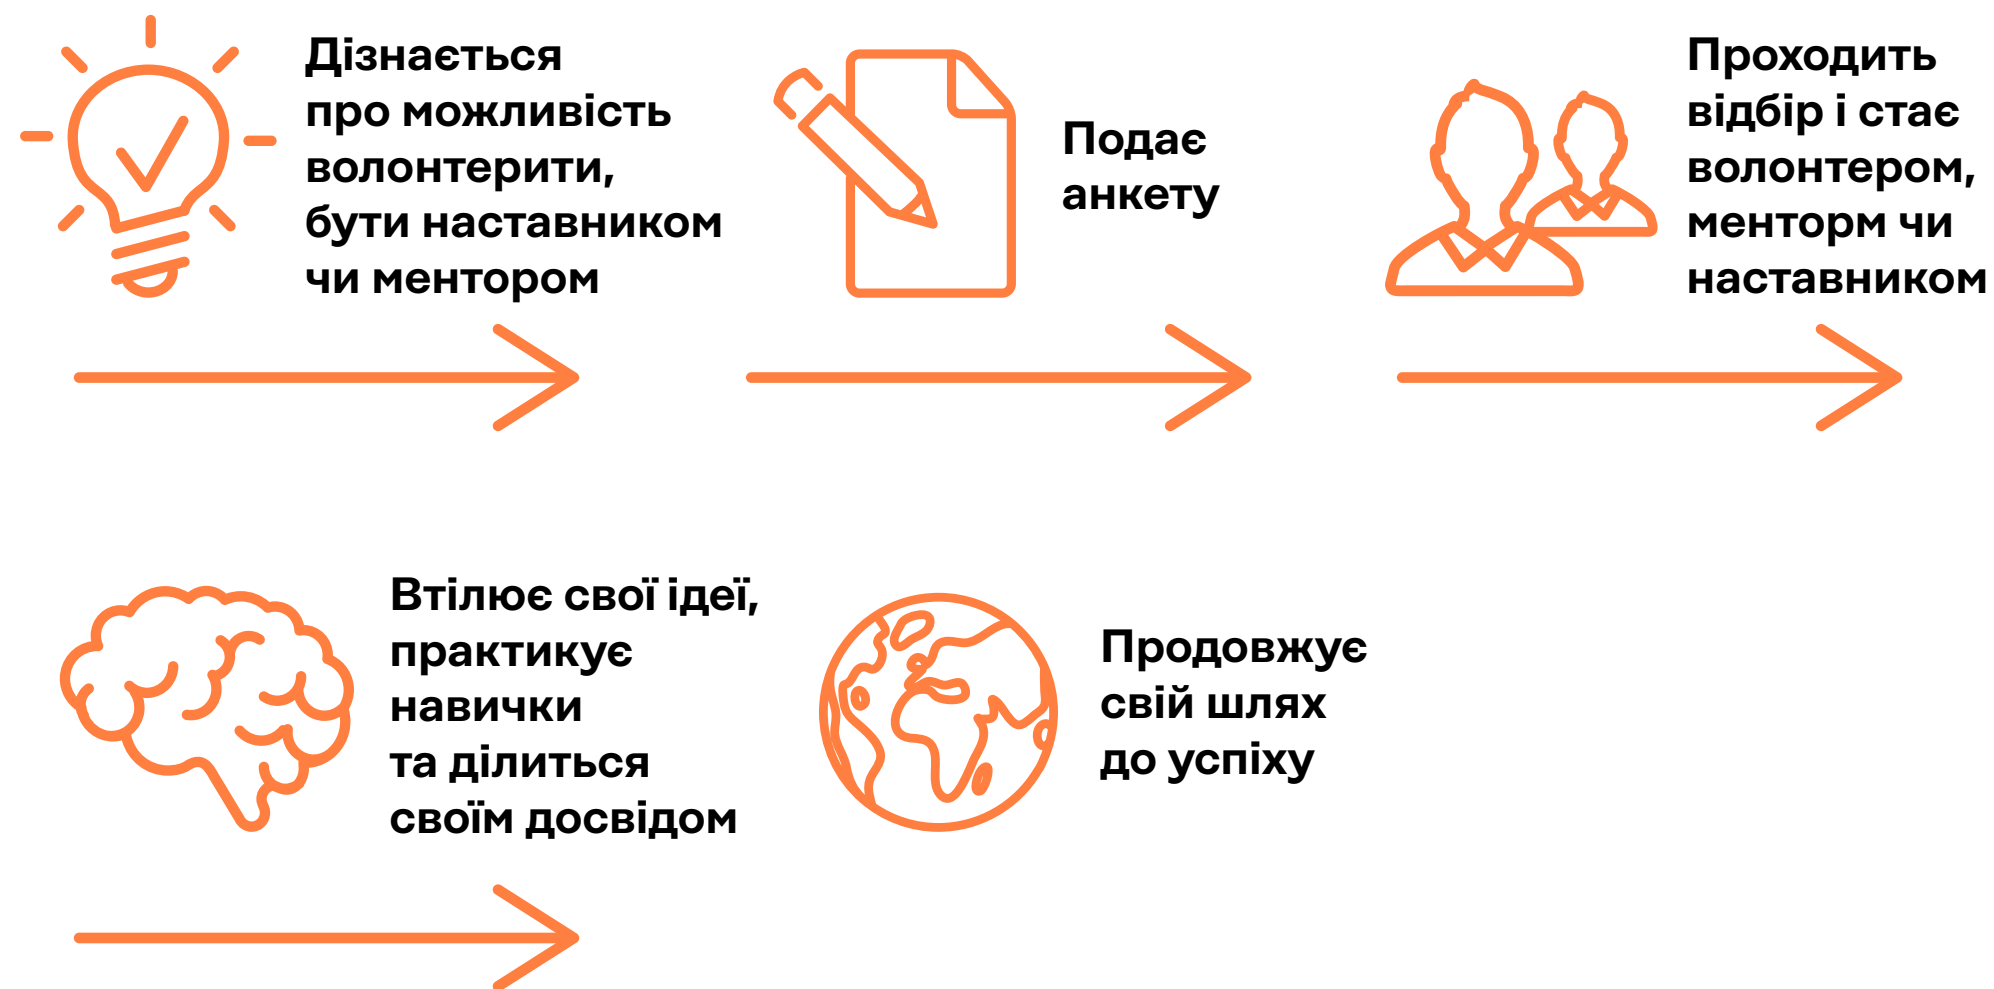 Дізнається
про можливість
волонтерити,
бути наставником
чи ментором
Подає
анкету
Проходить
відбір і стає
волонтером,
менторм чи
наставником
Втілює свої ідеї,
практикує
навички
та ділиться
своїм досвідом
Продовжує
свій шлях
до успіху